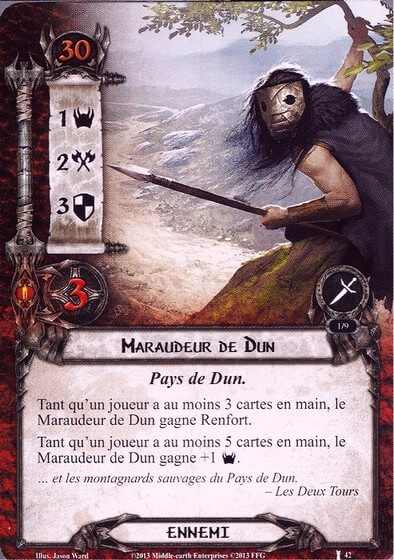 30
1
2
3
3
1/9
Maraudeur de Dun
Pays de Dun.
Tant qu'un joueur a au moins 3 cartes en main, le
Maraudeur de Dun gagne Renfort.
Tant qu'un joueur a au moins 5 cartes en main, le
Maraudeur de Dun gagne +1 .
... et les montagnards sauvages du Pays de Dun.
– Les Deux Tours
ENNEMI
Illus. Jason Ward ©2013 Middle-earth Enterprises ©2013 FFG 42